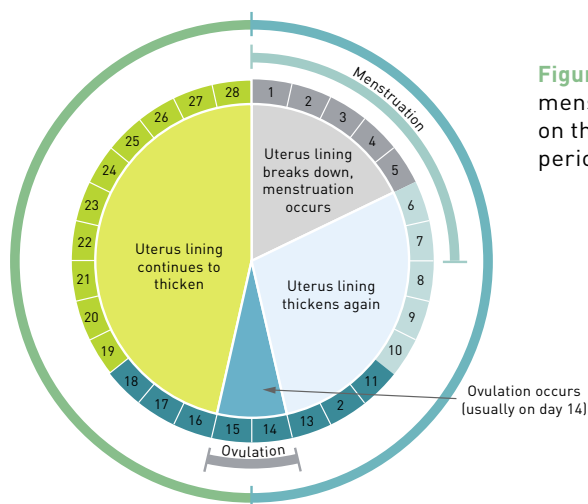 Figur
mens
on th
perio
Menstruation
28
1
2
3
4
5
6
7
8
9
10
11
2
13
14
15
16
17
18
19
20
21
22
23
24
25
26
27
Uterus lining
breaks down,
menstruation
occurs
Uterus lining
continues to
thicken
Uterus lining
thickens again
Ovulation occurs
(usually on day 14)
Ovulation